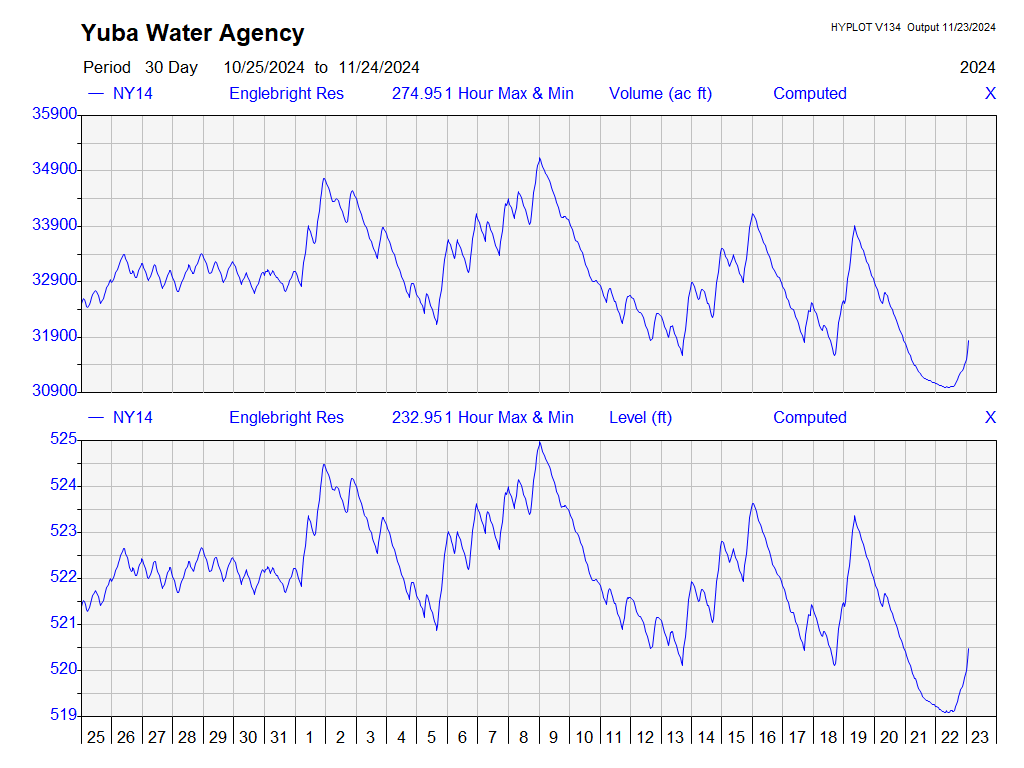 Yuba Water Agency
HYPLOT V134 Output 11/23/2024
Period 30 Day 10/25/2024 to 11/24/2024 2024
NY14 Englebright Res 274.951 Hour Max & Min Volume (ac ft) Computed X
35900
34900
33900
32900
31900
30900
NY14 Englebright Res 232.951 Hour Max & Min Level (ft) Computed X
525
524
523
522
521
520
519
25 26 27 28 29 30 31 1 2 3 4 5 6 7 8 9 10 11 12 13 14 15 16 17 18 19 20 21 22 23